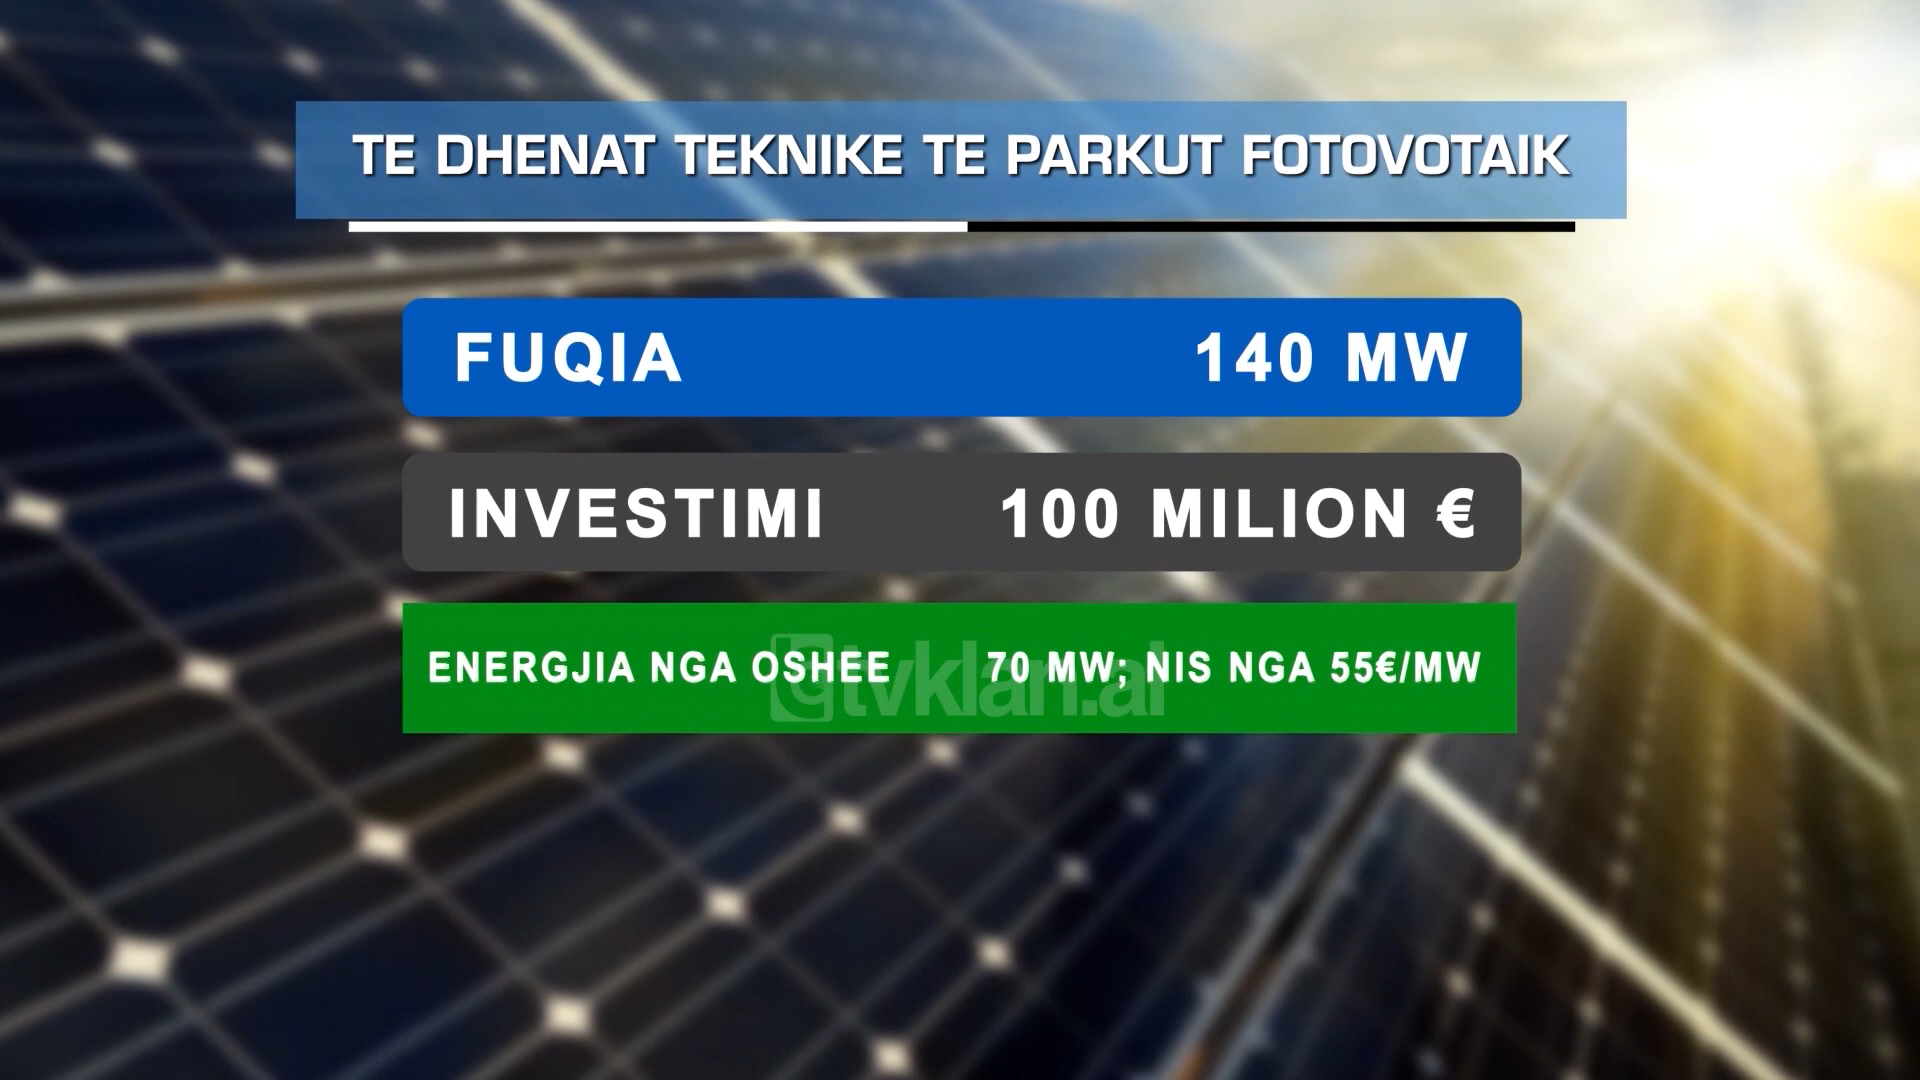 TE DHENAT TEKNIKE TE PARKUT FOTOVOTAIK
FUQIA 140 MW
INVESTIMI 100 MILION €
ENERGJIA NGA OSHEE 70 MW; NIS NGA 55€/MW
tvklan.al